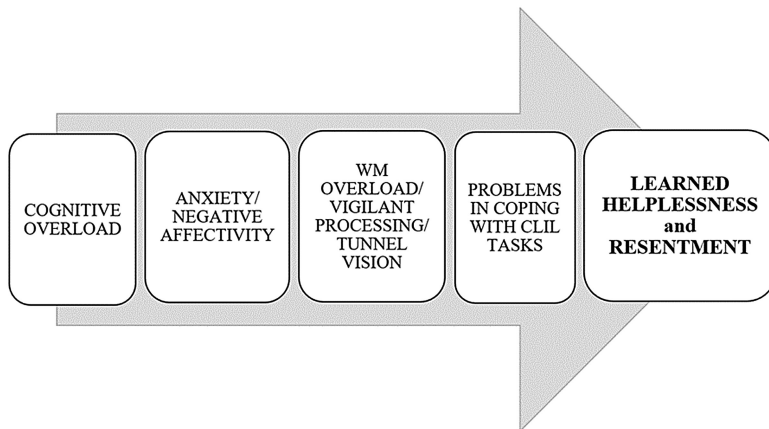 COGNITIVE
OVERLOAD
ANXIETY/
NEGATIVE
AFFECTIVITY
WM
OVERLOAD/
VIGILANT
PROCESSING/
TUNNEL
VISION
PROBLEMS
IN COPING
WITH CLIL
TASKS
LEARNED
HELPLESSNESS
and
RESENTMENT